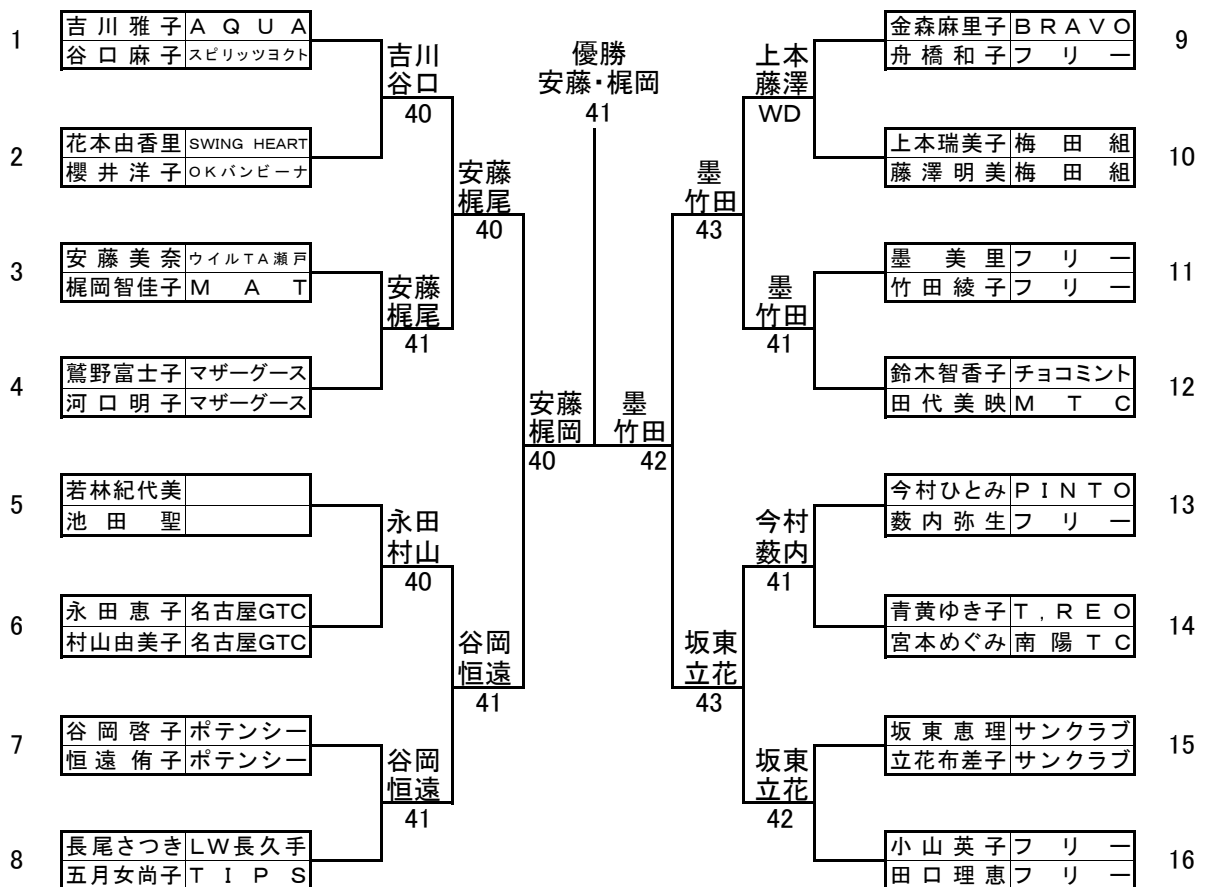 1
吉川雅子 AQUA
谷口麻子 スピリッツヨクト
2
花本由香里 SWING HEART
櫻井洋子 OKバンビーナ
3
安藤美奈 ウイルTA瀬戸
梶岡智佳子 MAT
4
鷲野富士子 マザーグース
河口明子 マザーグース
5
若林紀代美
池田聖
6
永田恵子 名古屋GTC
村山由美子 名古屋GTC
7
谷岡啓子 ポテンシー
恒遠侑子 ポテンシー
8
長尾さつき LW長久手
五月女尚子 TIPS
吉川
谷口
40
安藤
梶尾
41
永田
村山
40
谷岡
恒遠
41
安藤
梶尾
40
谷岡
恒遠
41
安藤
梶岡
40
優勝
安藤・梶岡
41
墨
竹田
42
墨
竹田
43
坂東
立花
43
上本
藤澤
WD
墨
竹田
41
今村
薮内
41
坂東
立花
42
金森麻里子 BRAVO
舟橋和子 フリー
9
上本瑞美子 梅田組
藤澤明美 梅田組
10
墨美里 フリー
竹田綾子 フリー
11
鈴木智香子 チョコミント
田代美映 MTC
12
今村ひとみ PINTO
薮内弥生 フリー
13
青黄ゆき子 T,REO
宮本めぐみ 南陽TC
14
坂東恵理 サンクラブ
立花布差子 サンクラブ
15
小山英子 フリー
田口理恵 フリー
16